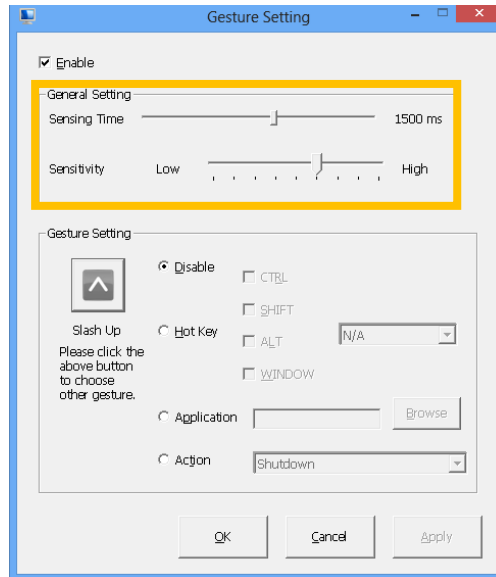 Gesture Setting
Enable
General Setting
Sensing Time 1500 ms
Sensitivity Low High
Gesture Setting
Disable
CTRL
SHIFT
Slash Up Hot Key ALT N/A
Please click the
above button
to choose
other gesture.
WINDOW
Application Browse
Action Shutdown
OK Cancel Apply